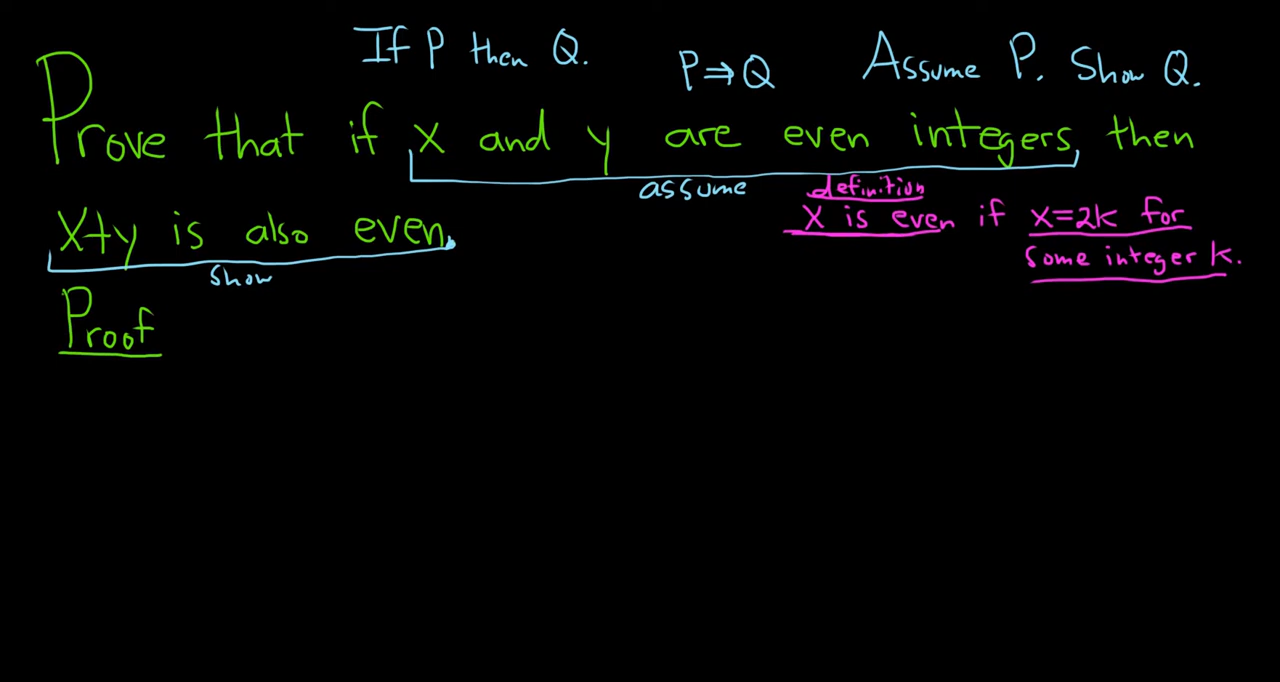 If P then Q.
P⇒Q
Assume P. Show Q.
Prove that if x and y are even integers, then
assume
definition
x+y is also even.
x is even if x=2k for
some integer k.
show
Proof